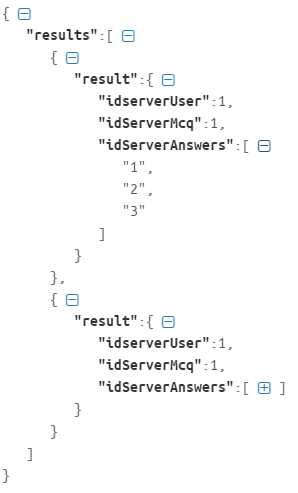 {
"results":[
{
"result":{
"idserverUser":1,
"idServerMcq":1,
"idServerAnswers":[
"1",
"2",
"3"
]
}
},
{
"result":{
"idserverUser":1,
"idServerMcq":1,
"idServerAnswers":[ ]
}
}
]
}